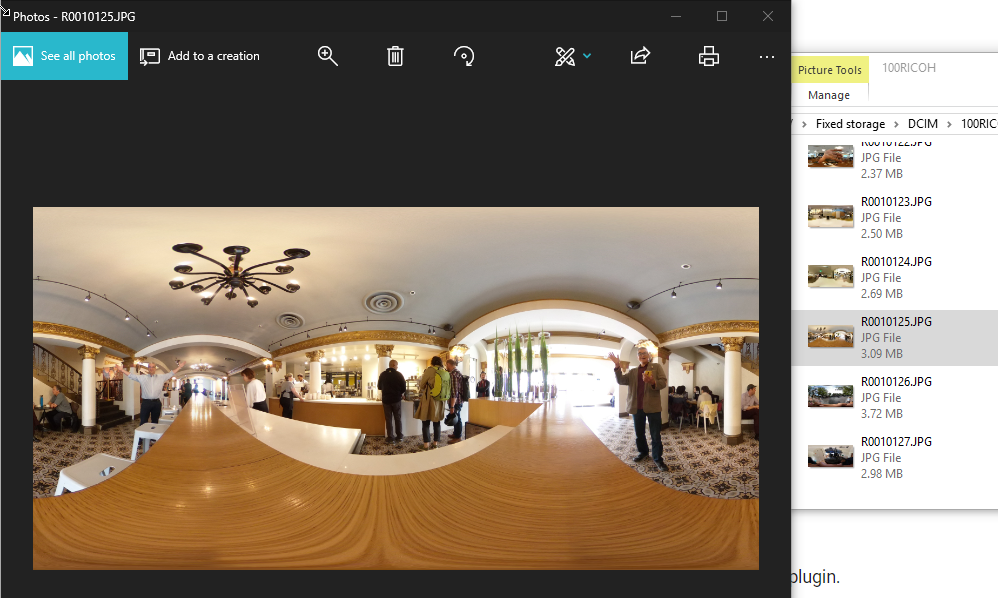 Photos - R0010125.JPG
See all photos
Add to a creation
Picture Tools
100RICOH
Manage
Fixed storage > DCIM > 100RIC
R0010122.JPG
JPG File
2.37 MB
R0010123.JPG
JPG File
2.50 MB
R0010124.JPG
JPG File
2.69 MB
R0010125.JPG
JPG File
3.09 MB
R0010126.JPG
JPG File
3.72 MB
R0010127.JPG
JPG File
2.98 MB
plugin.